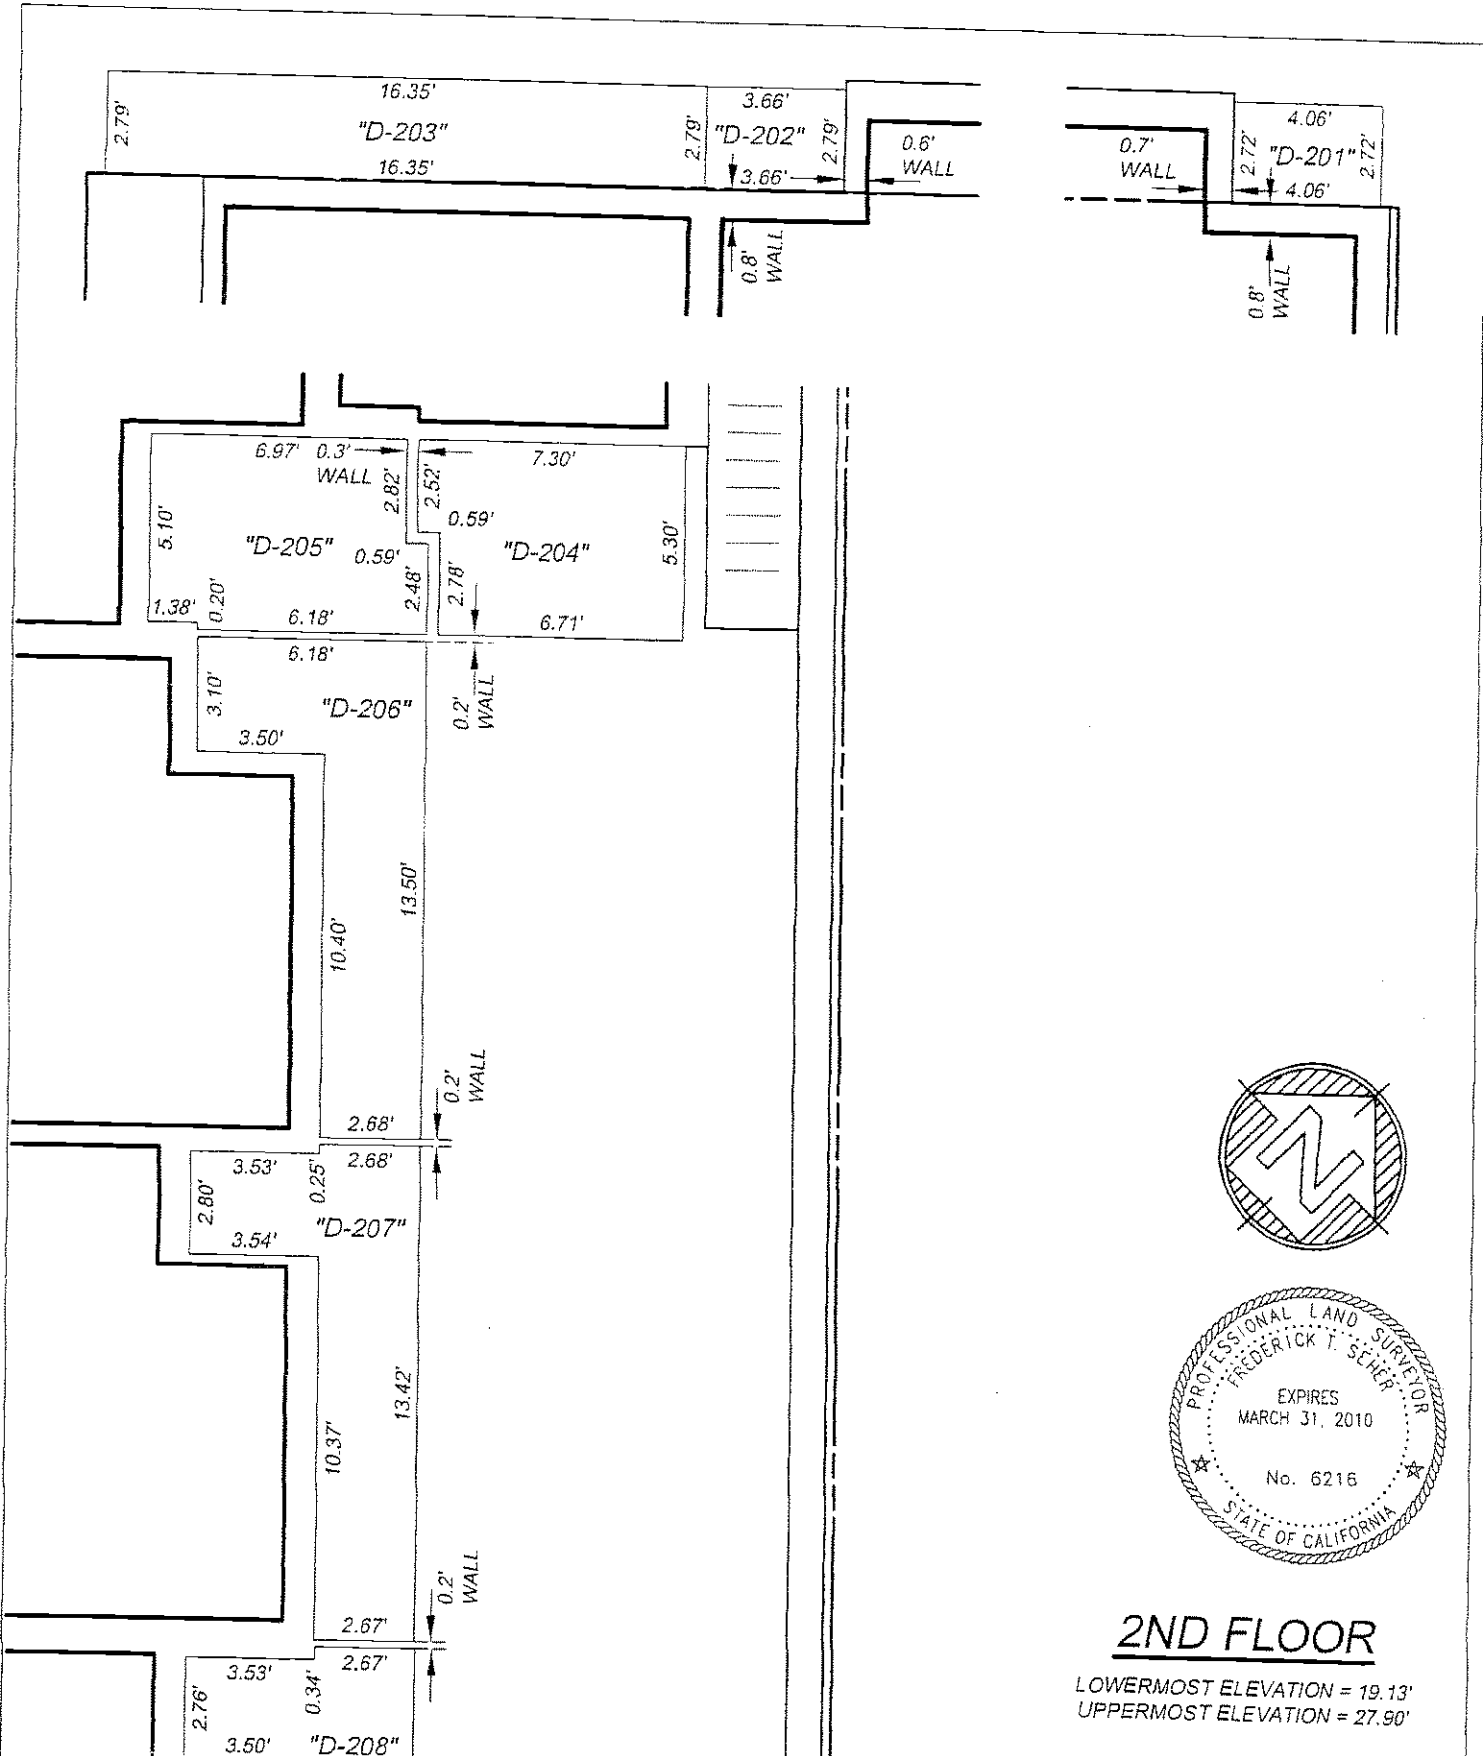 16.35'
2.79'
"D-203"
2.79'
16.35'
3.66'
"D-202"
2.79'
3.66'
0.6'
WALL
0.8'
WALL
0.7'
WALL
4.06'
2.72'
"D-201"
2.72'
4.06'
0.8'
WALL
6.97'
0.3'
WALL
2.82'
2.52'
7.30'
5.10'
"D-205"
0.59'
0.59'
"D-204"
5.30'
1.38'
0.20'
6.18'
2.48'
2.78'
6.71'
6.18'
3.10'
"D-206"
0.2'
WALL
3.50'
13.50'
10.40'
0.2'
WALL
2.68'
3.53'
0.25'
2.68'
2.80'
"D-207"
3.54'
13.42'
10.37'
0.2'
WALL
2.67'
3.53'
0.34'
2.67'
2.76'
3.50'
"D-208"
N
PROFESSIONAL LAND SURVEYOR
FREDERICK T. SEHER
EXPIRES
MARCH 31, 2010
No. 6216
STATE OF CALIFORNIA
2ND FLOOR
LOWERMOST ELEVATION = 19.13'
UPPERMOST ELEVATION = 27.90'